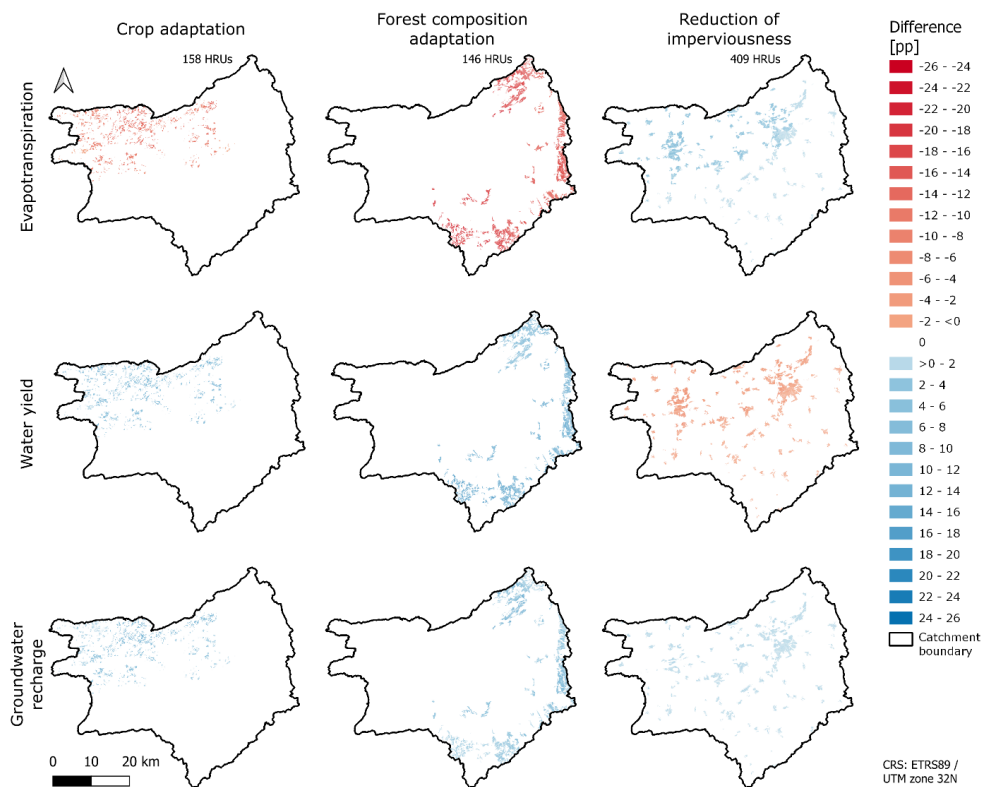 Crop adaptation
Forest composition
adaptation
Reduction of
imperviousness
158 HRUs
146 HRUs
409 HRUs
Evapotranspiration
Water yield
Groundwater
recharge
Difference
[pp]
-26 - -24
-24 - -22
-22 - -20
-20 - -18
-18 - -16
-16 - -14
-14 - -12
-12 - -10
-10 - -8
-8 - -6
-6 - -4
-4 - -2
-2 - <0
0
>0 - 2
2 - 4
4 - 6
6 - 8
8 - 10
10 - 12
12 - 14
14 - 16
16 - 18
18 - 20
20 - 22
22 - 24
24 - 26
Catchment
boundary
0 10 20 km
CRS: ETRS89 /
UTM zone 32N